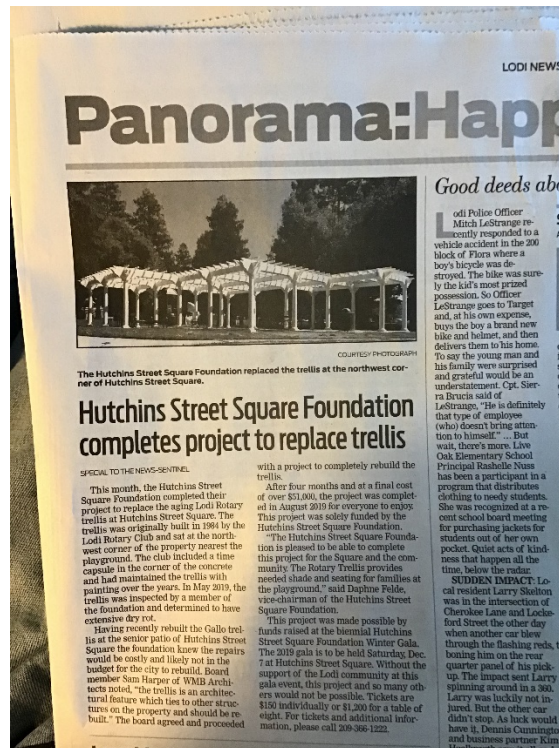 LODI NEWS
Panorama:Happ
COURTESY PHOTOGRAPH
The Hutchins Street Square Foundation replaced the trellis at the northwest cor-
ner of Hutchins Street Square.
Hutchins Street Square Foundation
completes project to replace trellis
SPECIAL TO THE NEWS-SENTINEL
This month, the Hutchins
Street Square Foundation completed their
project to replace the aging Lodi Rotary
trellis at Hutchins Street Square. The
trellis was originally built in 1984 by the
Lodi Rotary Club and sat at the north-
west corner of the property nearest the
playground. The club included a time
capsule in the corner of the concrete
and had maintained the trellis with
painting over the years. In May 2019, the
trellis was inspected by a member of
the foundation and determined to have
extensive dry rot.
Having recently rebuilt the Gallo trel-
lis at the senior patio of Hutchins Street
Square the foundation knew the repairs
would be costly and likely not in the
budget for the city to rebuild. Board
member Sam Harper of WMB Archi-
tects noted, "the trellis is an architec-
tural feature which ties to other struc-
tures on the property and should be re-
built." The board agreed and proceeded
with a project to completely rebuild the
trellis.
After four months and at a final cost
of over $51,000, the project was complet-
ed in August 2019 for everyone to enjoy.
This project was solely funded by the
Hutchins Street Square Foundation.
"The Hutchins Street Square Founda-
tion is pleased to be able to complete
this project for the Square and the com-
munity. The Rotary Trellis provides
needed shade and seating for families at
the playground," said Daphne Felde,
vice-chairman of the Hutchins Street
Square Foundation.
This project was made possible by
funds raised at the biennial Hutchins
Street Square Foundation Winter Gala.
The 2019 gala is to be held Saturday, Dec.
7 at Hutchins Street Square. Without the
support of the Lodi community at this
gala event, this project and so many oth-
ers would not be possible. Tickets are
$150 individually or $1,200 for a table of
eight. For tickets and additional infor-
mation, please call 209-366-1222.
Good deeds abo
Lodi Police Officer
Mitch LeStrange re-
cently responded to a
vehicle accident in the 200
block of Flora where a
boy's bicycle was de-
stroyed. The bike was sure-
ly the kid's most prized
possession. So Officer
LeStrange goes to Target
and, at his own expense,
buys the boy a brand new
bike and helmet, and then
delivers them to his home.
To say the young man and
his family were surprised
and grateful would be an
understatement. Cpt. Sier-
ra Brucia said of
LeStrange, "He is definitely
that type of employee
(who) doesn't bring atten-
tion to himself." ... But
wait, there's more. Live
Oak Elementary School
Principal Rashelle Nuss
has been a participant in a
program that distributes
clothing to needy students.
She was recognized at a re-
cent school board meeting
for purchasing jackets for
students out of her own
pocket. Quiet acts of kind-
ness that happen all the
time, below the radar.
SUDDEN IMPACT: Lo-
cal resident Larry Skelton
was in the intersection of
Cherokee Lane and Locke-
ford Street the other day
when another car blew
through the flashing reds, t
boning him on the rear
quarter panel of his pick-
up. The impact sent Larry
spinning around in a 360.
Larry was luckily not in-
jured. But the other car
didn't stop. As luck would
have it, Dennis Cunning
and business partner Kim